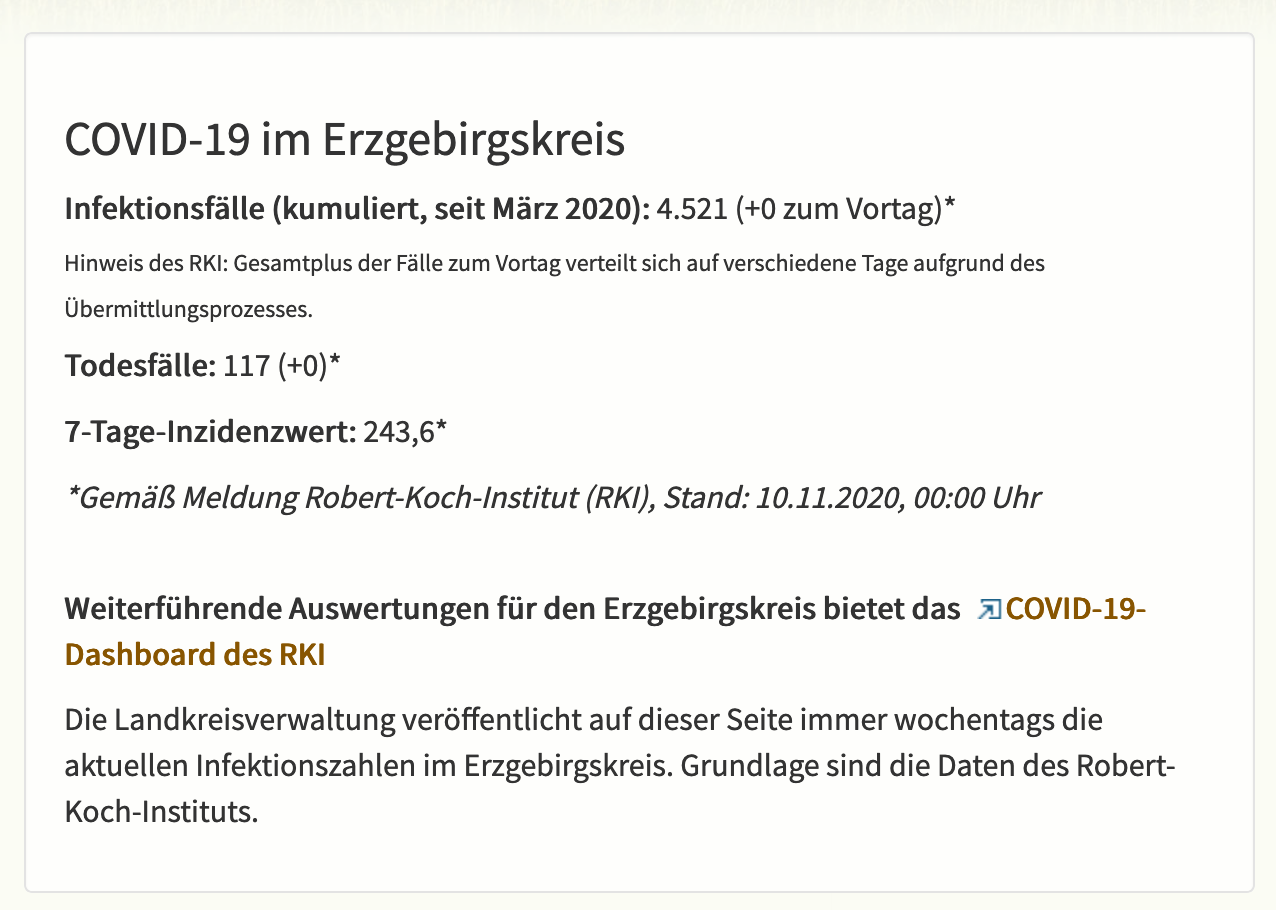 COVID-19 im Erzgebirgskreis
Infektionsfälle (kumuliert, seit März 2020): 4.521 (+0 zum Vortag)*
Hinweis des RKI: Gesamtplus der Fälle zum Vortag verteilt sich auf verschiedene Tage aufgrund des
Übermittlungsprozesses.
Todesfälle: 117 (+0)*
7-Tage-Inzidenzwert: 243,6*
*Gemäß Meldung Robert-Koch-Institut (RKI), Stand: 10.11.2020, 00:00 Uhr
Weiterführende Auswertungen für den Erzgebirgskreis bietet das COVID-19-
Dashboard des RKI
Die Landkreisverwaltung veröffentlicht auf dieser Seite immer wochentags die
aktuellen Infektionszahlen im Erzgebirgskreis. Grundlage sind die Daten des Robert-
Koch-Instituts.